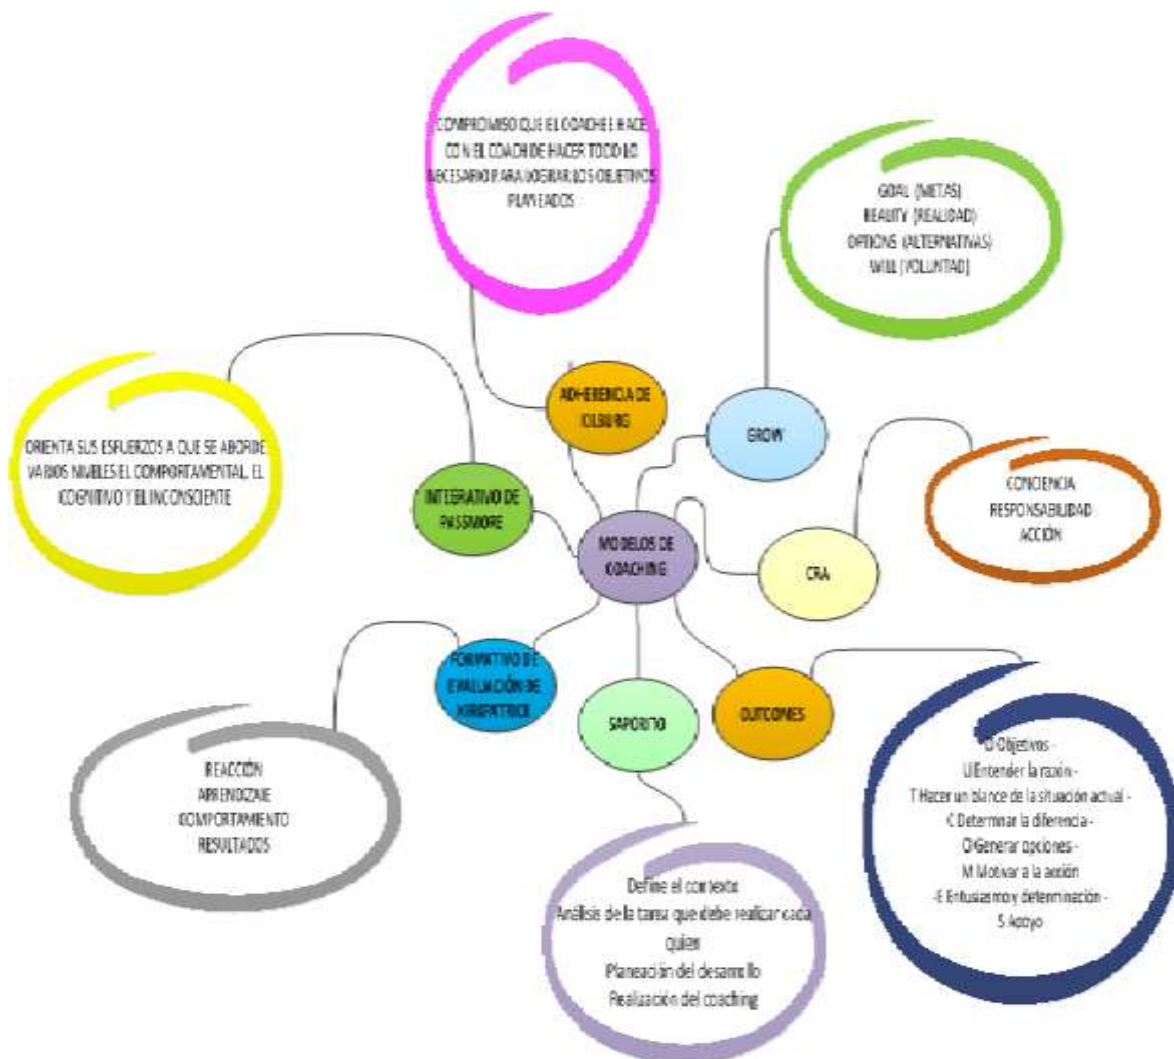 COMPROMISO QUE EL COACHEE HACE
CON EL COACH DE HACER TODO LO
NECESARIO PARA LOGRAR LOS OBJETIVOS
PLANEADOS
GOAL (METAS)
REALITY (REALIDAD)
OPTIONS (ALTERNATIVAS)
WILL (VOLUNTAD)
ADHERENCIA DE
KILBURG
GROW
ORIENTA SUS ESFUERZOS A QUE SE ABORDE
VARIOS NIVELES EL COMPORTAMENTAL, EL
COGNITIVO Y EL INCONSCIENTE
INTEGRATIVO DE
PASSMORE
CONCIENCIA
RESPONSABILIDAD
ACCIÓN
MODELOS DE
COACHING
CRA
FORMATIVO DE
EVALUACIÓN DE
KIRKPATRICK
SAPORITO
OUTCOMES
REACCIÓN
APRENDIZAJE
COMPORTAMIENTO
RESULTADOS
O Objetivos -
U Entender la razón -
T Hacer un blance de la situación actual -
C Determinar la diferencia -
O Generar opciones -
M Motivar a la acción
-E Entusiasmo y determinación -
S Apoyo
Define el contexto
Análisis de la tarea que debe realizar cada
quien
Planeación del desarrollo
Realización del coaching